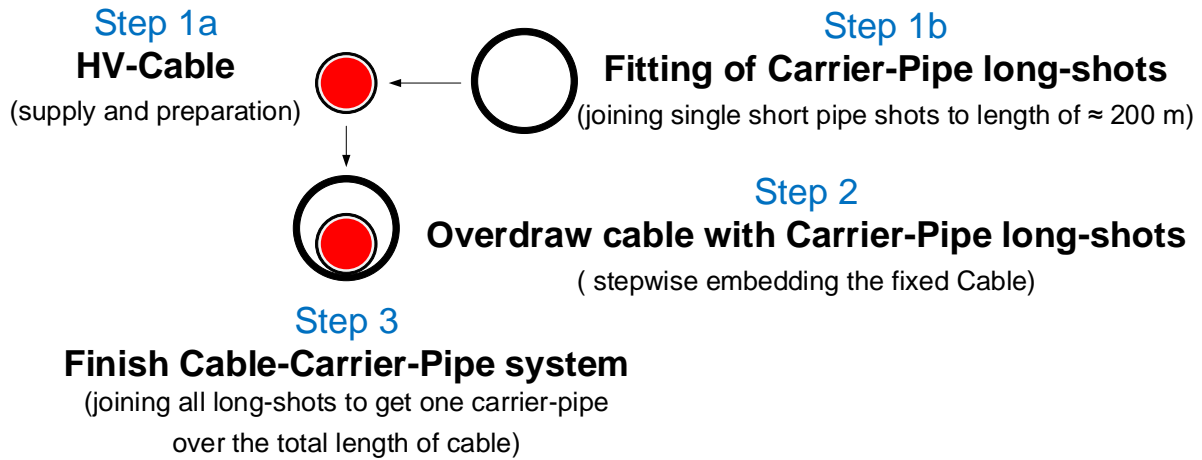 Step 1a
HV-Cable
(supply and preparation)
Step 1b
Fitting of Carrier-Pipe long-shots
(joining single short pipe shots to length of ≈ 200 m)
Step 2
Overdraw cable with Carrier-Pipe long-shots
( stepwise embedding the fixed Cable)
Step 3
Finish Cable-Carrier-Pipe system
(joining all long-shots to get one carrier-pipe
over the total length of cable)